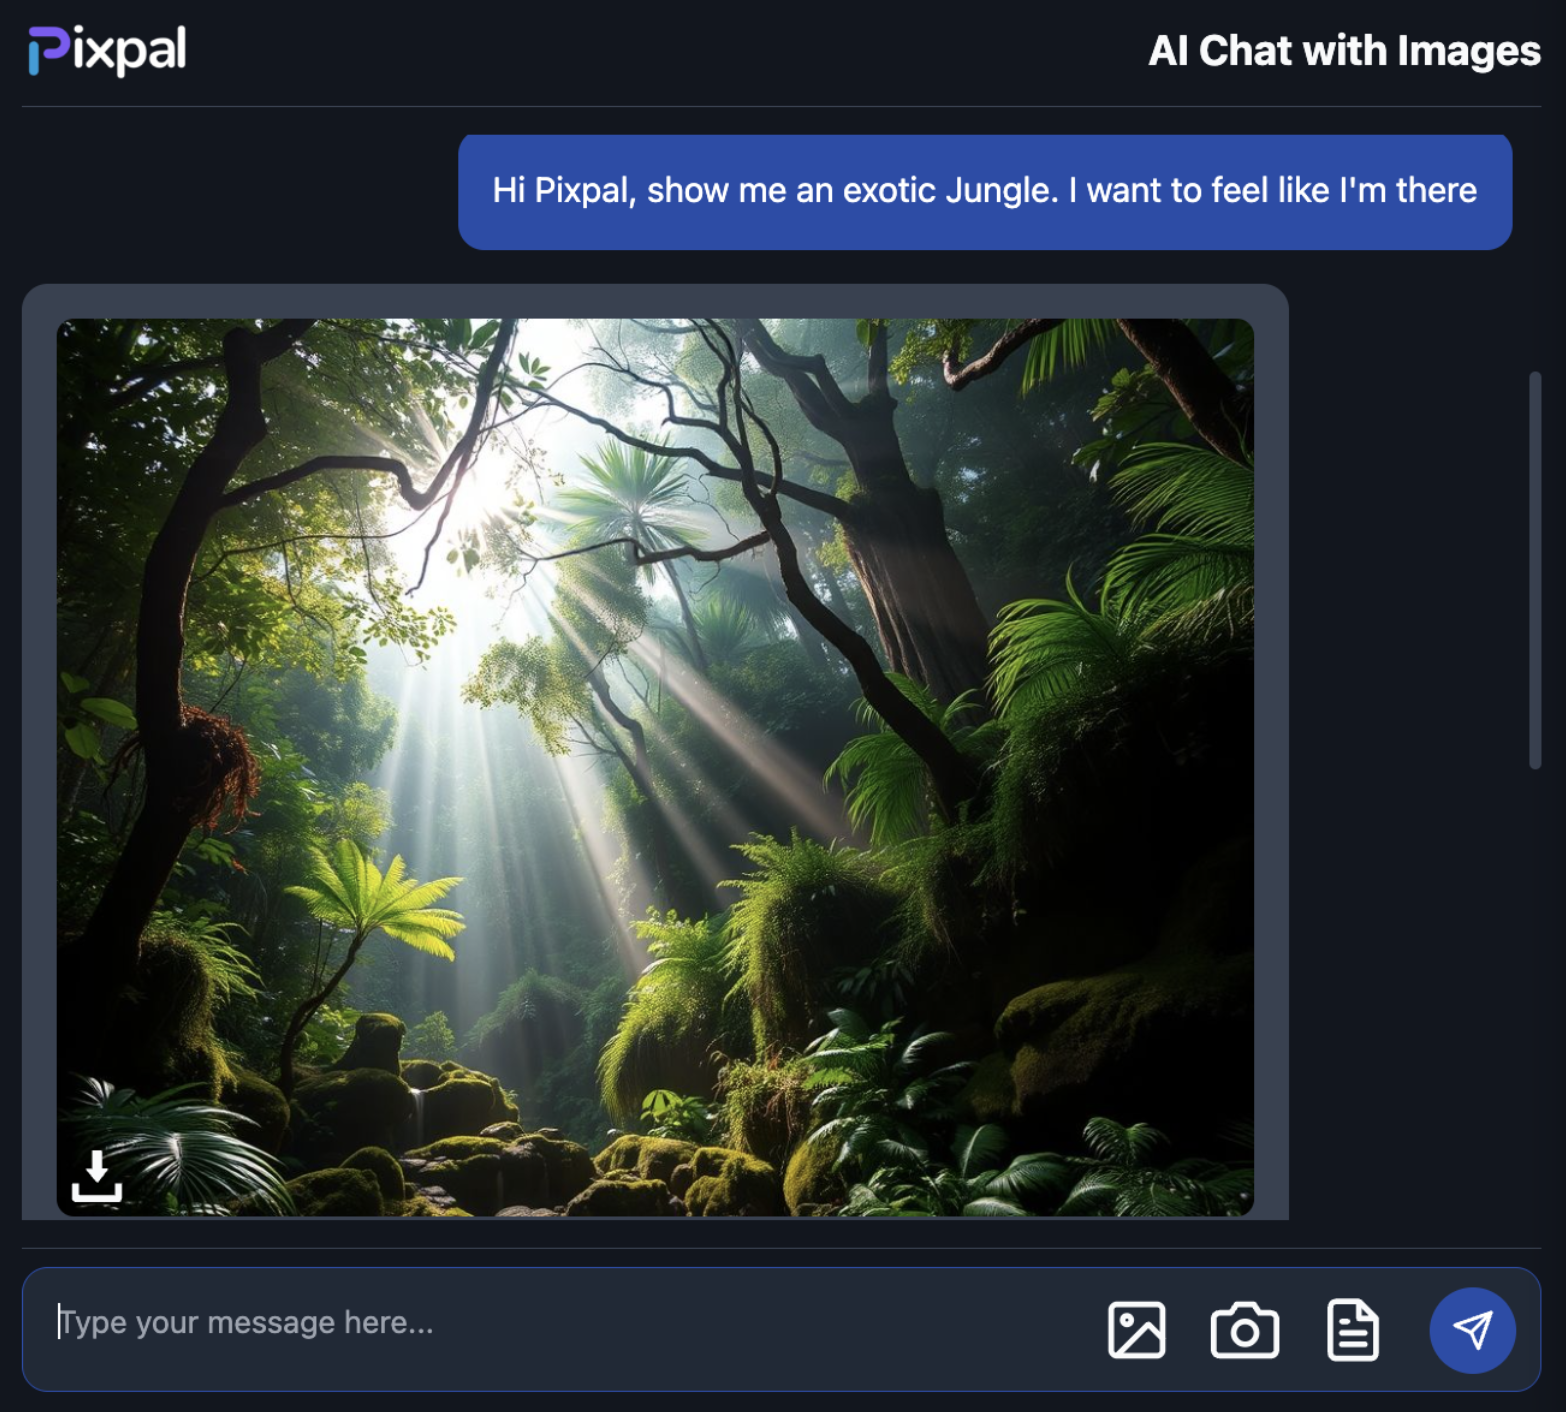 Pixpal
AI Chat with Images
Hi Pixpal, show me an exotic Jungle. I want to feel like I'm there
Type your message here...